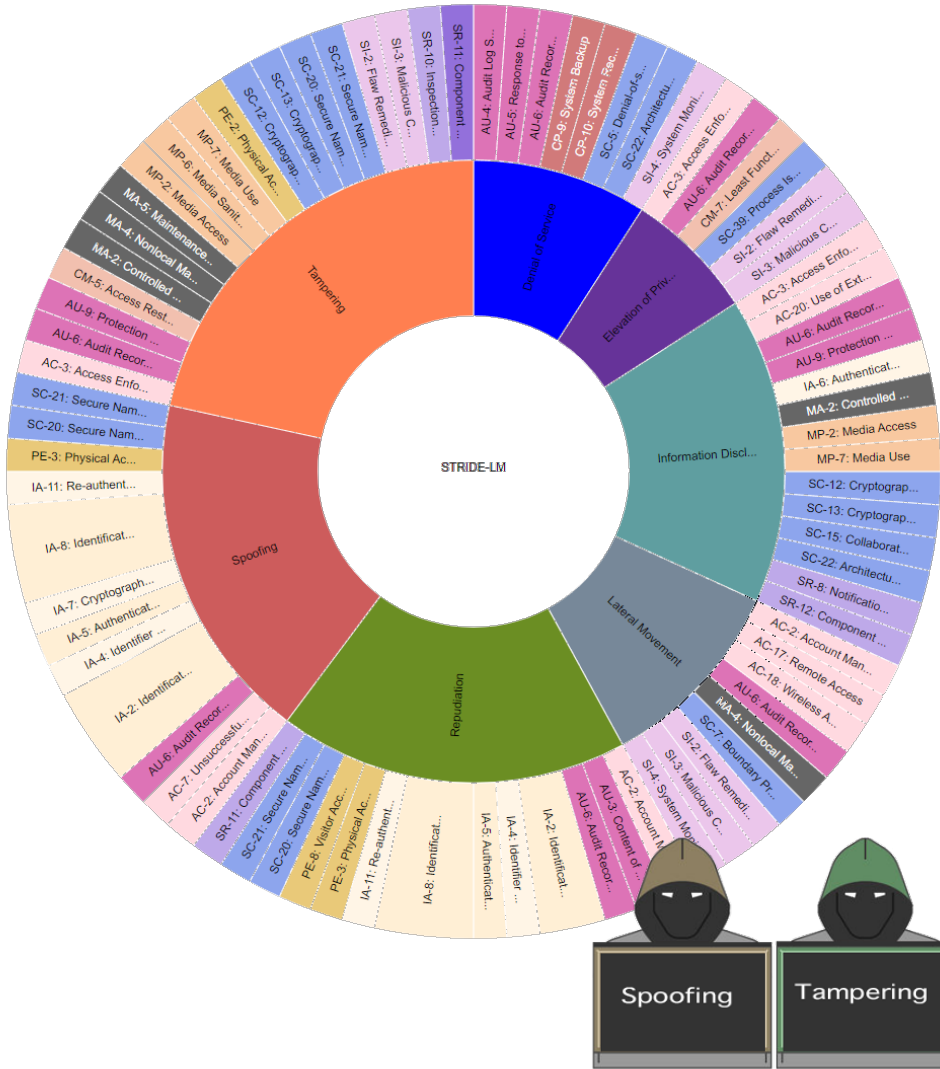 STRIDE-LM
Denial of Service
AU-4: Audit Log S...
AU-5: Response to...
AU-6: Audit Recor...
CP-9: System Backup
CP-10: System Rec...
SC-5: Denial-of-s...
SC-22: Architectu...
SI-4: System Moni...
Elevation of Priv...
AC-3: Access Enfo...
AU-6: Audit Recor...
CM-7: Least Funct...
SC-39: Process Is...
SI-2: Flaw Remedi...
SI-3: Malicious C...
Information Discl...
AC-3: Access Enfo...
AC-20: Use of Ext...
AU-6: Audit Recor...
AU-9: Protection ...
IA-6: Authenticat...
MA-2: Controlled ...
MP-2: Media Access
MP-7: Media Use
SC-12: Cryptograp...
SC-13: Cryptograp...
SC-15: Collaborat...
SC-22: Architectu...
SR-8: Notificatio...
SR-12: Component ...
Lateral Movement
AC-2: Account Man...
AC-17: Remote Access
AC-18: Wireless A...
AU-6: Audit Recor...
MA-4: Nonlocal Ma...
SC-7: Boundary Pr...
SI-2: Flaw Remedi...
SI-3: Malicious C...
SI-4: System Mon
Repudiation
AC-2: Account M
AU-3: Content of ...
AU-6: Audit Recor...
IA-2: Identificat...
IA-4: Identifier ...
IA-5: Authenticat...
IA-8: Identificat...
IA-11: Re-authent...
PE-3: Physical Ac...
PE-8: Visitor Acc...
SC-20: Secure Nam...
SC-21: Secure Nam...
SR-11: Component ...
Spoofing
AC-2: Account Man...
AC-7: Unsuccessfu...
AU-6: Audit Recor...
IA-2: Identificat...
IA-4: Identifier ...
IA-5: Authenticat...
IA-7: Cryptograph...
IA-8: Identificat...
IA-11: Re-authent...
PE-3: Physical Ac...
SC-20: Secure Nam...
SC-21: Secure Nam...
Tampering
AC-3: Access Enfo...
AU-6: Audit Recor...
AU-9: Protection ...
CM-5: Access Rest...
MA-2: Controlled ...
MA-4: Nonlocal Ma...
MA-5: Maintenance...
MP-2: Media Access
MP-6: Media Sanit...
MP-7: Media Use
PE-2: Physical Ac...
SC-12: Cryptograp...
SC-13: Cryptograp...
SC-20: Secure Nam...
SC-21: Secure Nam...
SI-2: Flaw Remedi...
SI-3: Malicious C...
SR-10: Inspection...
SR-11: Component ...
Spoofing
Tampering